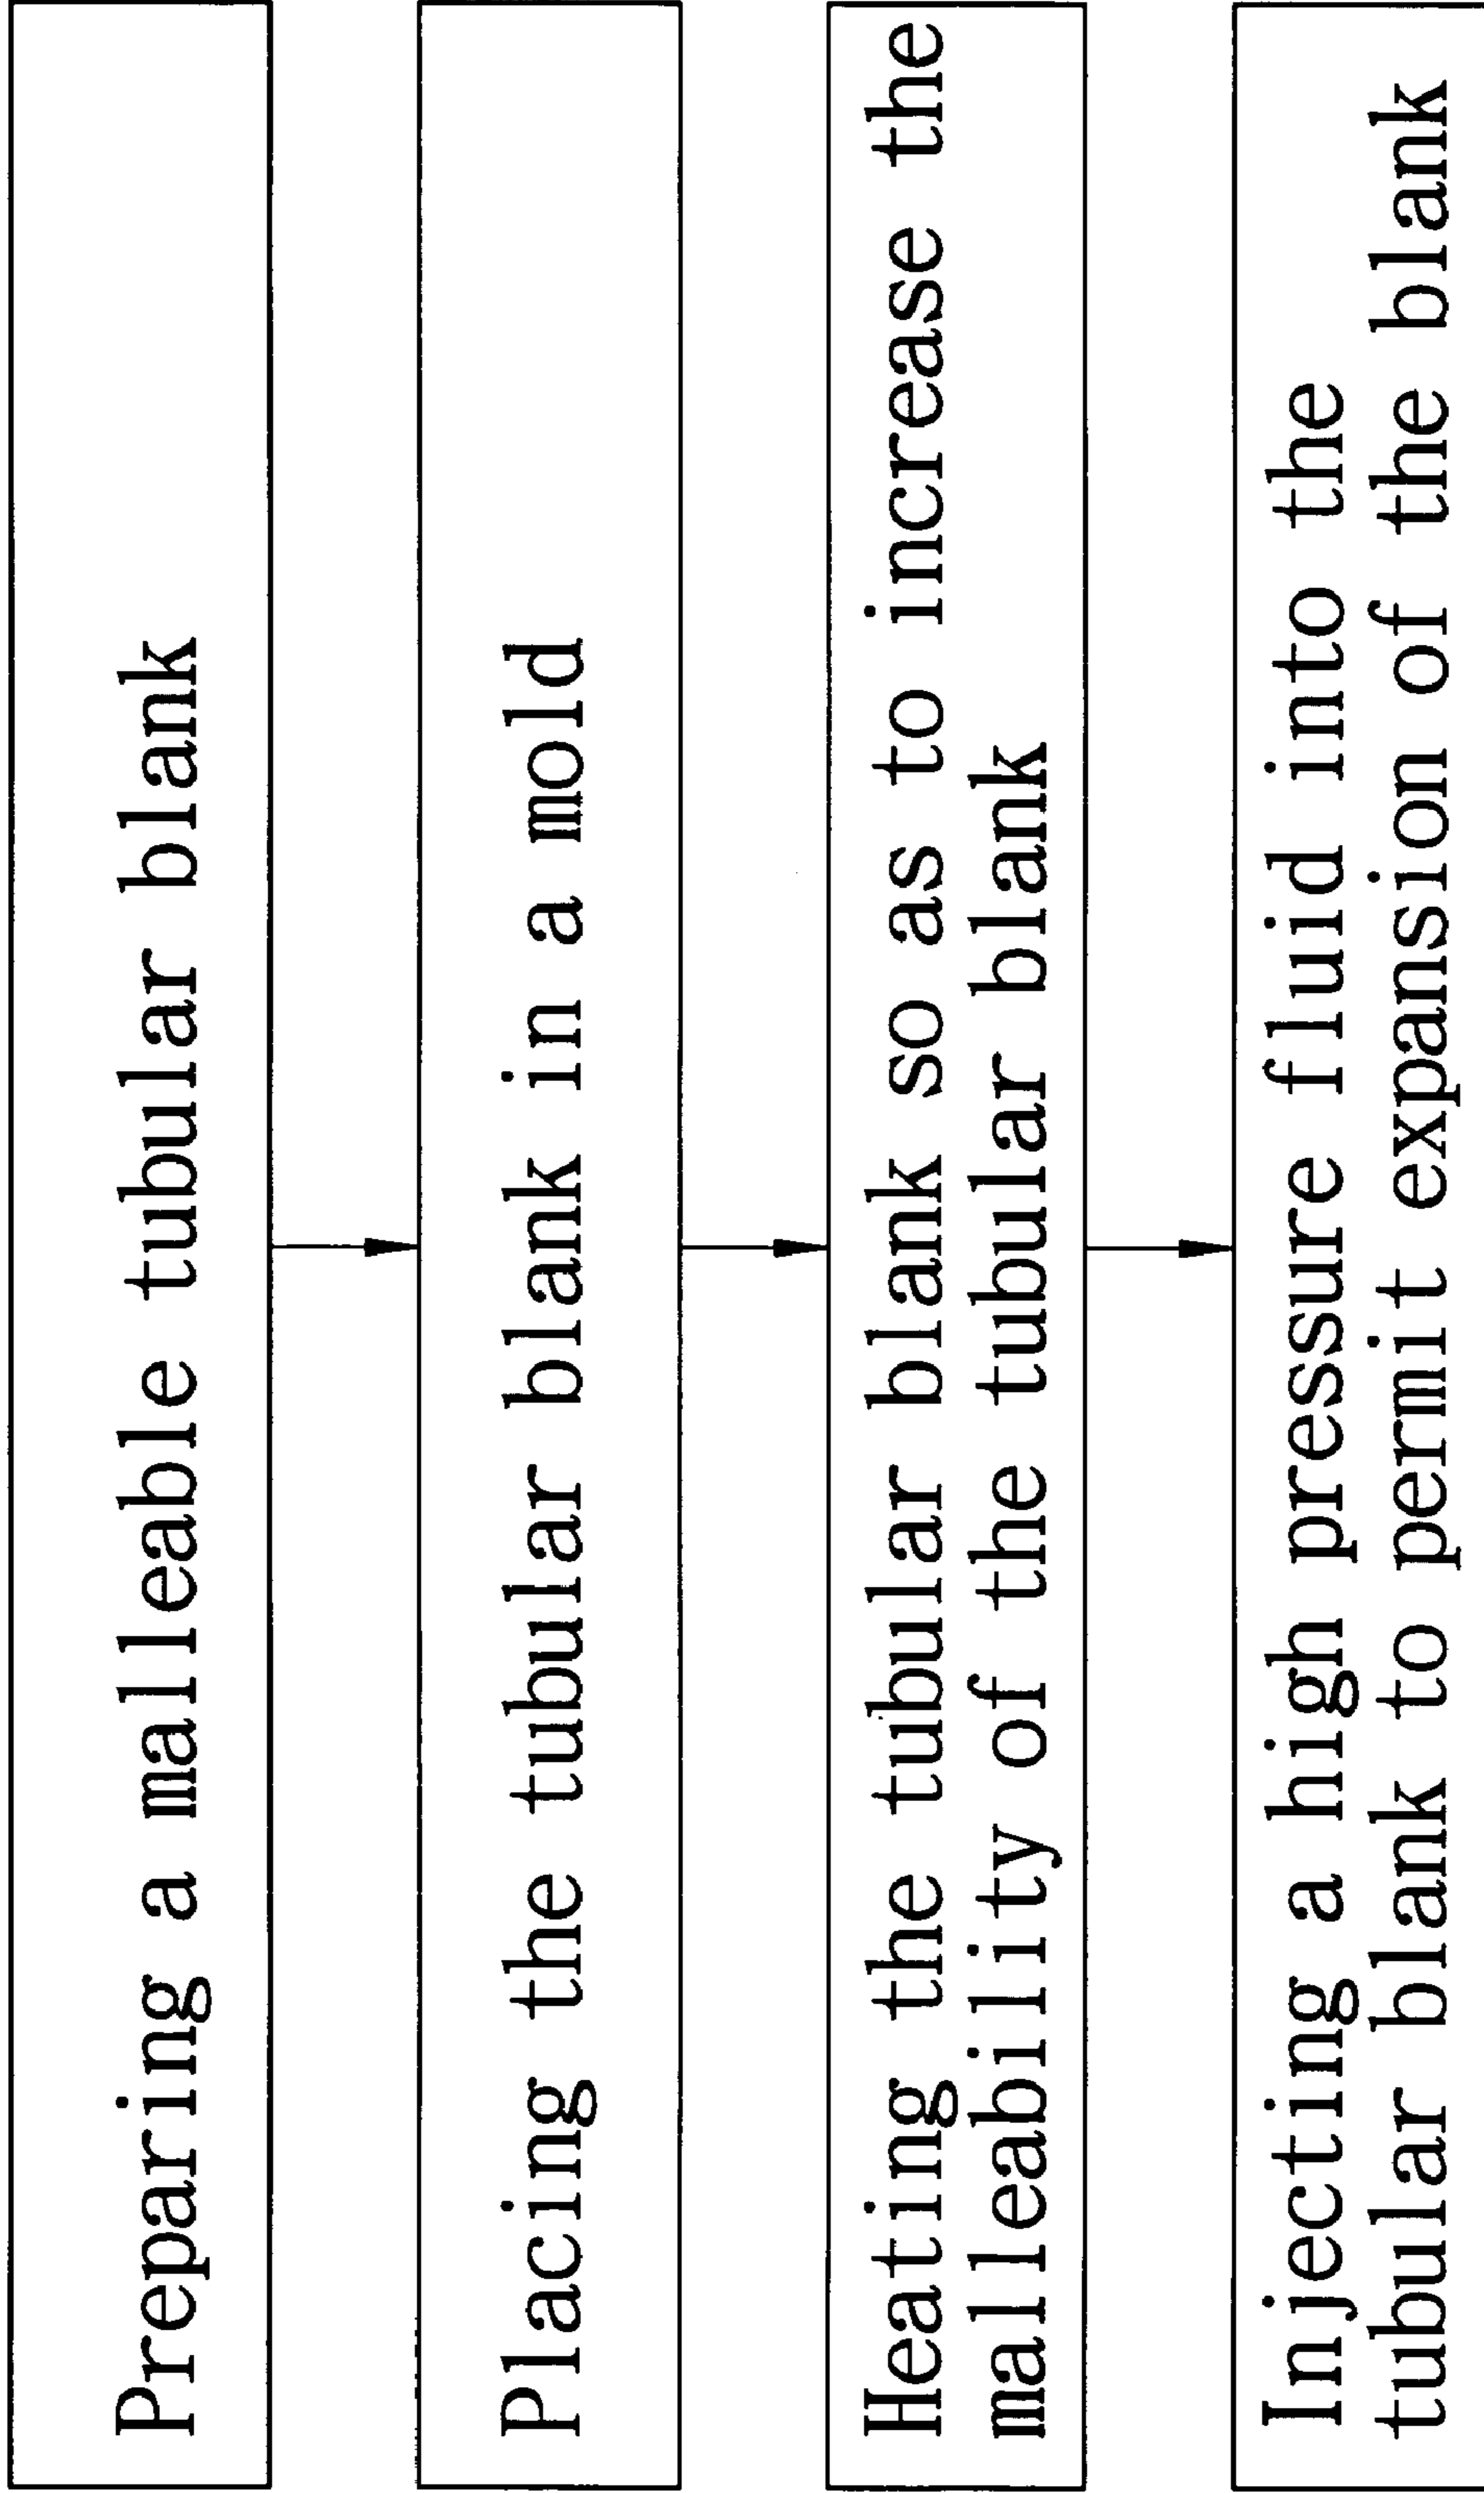 Preparing a malleable tubular blank
Placing the tubular blank in a mold
Heating the tubular blank so as to increase the
malleability of the tubular blank
Injecting a high pressure fluid into the
tubular blank to permit expansion of the blank